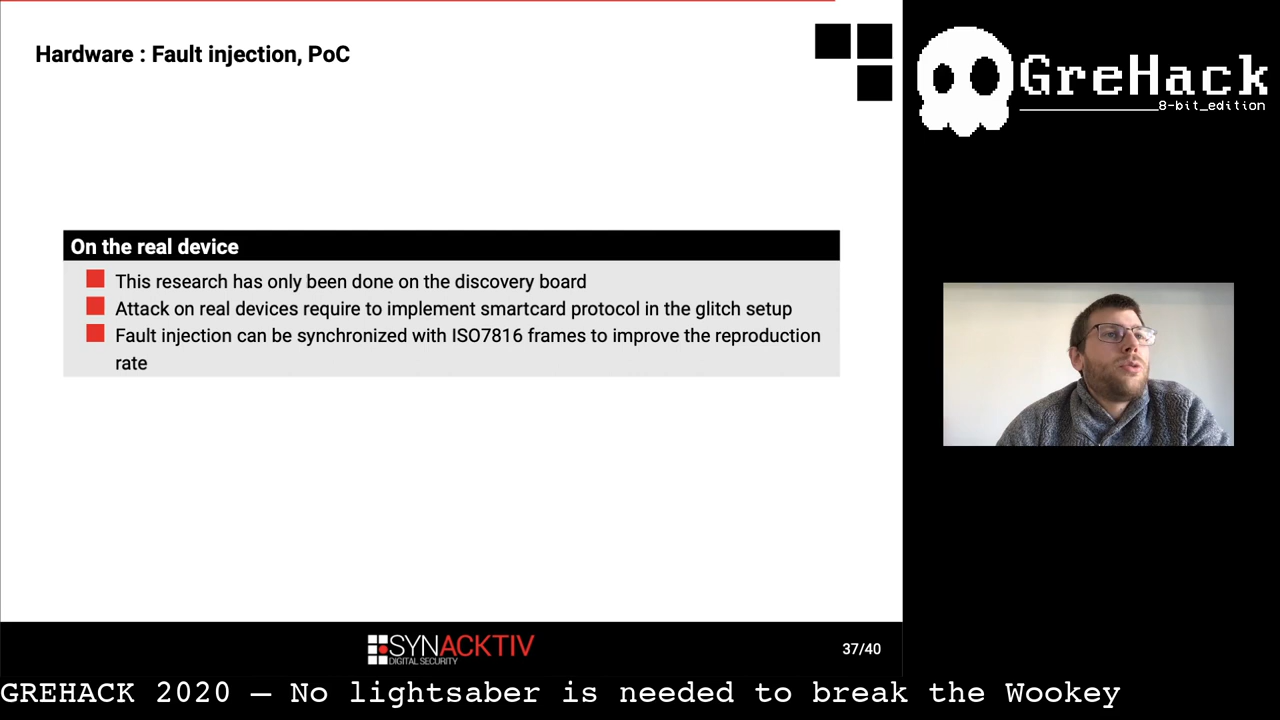 Hardware : Fault injection, PoC
GreHack
8-bit_edition
On the real device
This research has only been done on the discovery board
Attack on real devices require to implement smartcard protocol in the glitch setup
Fault injection can be synchronized with ISO7816 frames to improve the reproduction
rate
SYNACKTIV
DIGITAL SECURITY
37/40
GREHACK 2020 – No lightsaber is needed to break the Wookey